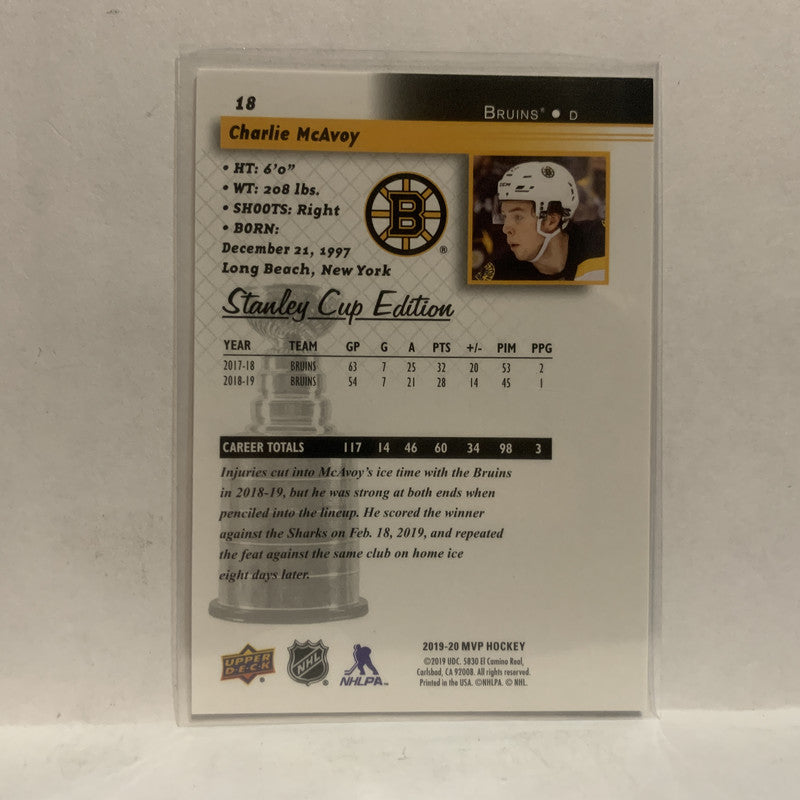 18
BRUINS® • D
Charlie McAvoy
• HT: 6'0"
• WT: 208 lbs.
• SHOOTS: Right
• BORN:
December 21, 1997
Long Beach, New York
B
®
Stanley Cup Edition
YEAR TEAM GP G A PTS +/- PIM PPG
2017-18 BRUINS 63 7 25 32 20 53 2
2018-19 BRUINS 54 7 21 28 14 45 1
CAREER TOTALS 117 14 46 60 34 98 3
Injuries cut into McAvoy's ice time with the Bruins
in 2018-19, but he was strong at both ends when
penciled into the lineup. He scored the winner
against the Sharks on Feb. 18, 2019, and repeated
the feat against the same club on home ice
eight days later.
UPPER DECK®
NHL®
NHLPA™
2019-20 MVP HOCKEY
©2019 UDC. 5830 El Camino Real,
Carlsbad, CA 92008. All rights reserved.
Printed in the USA. ©NHLPA. © NHL.